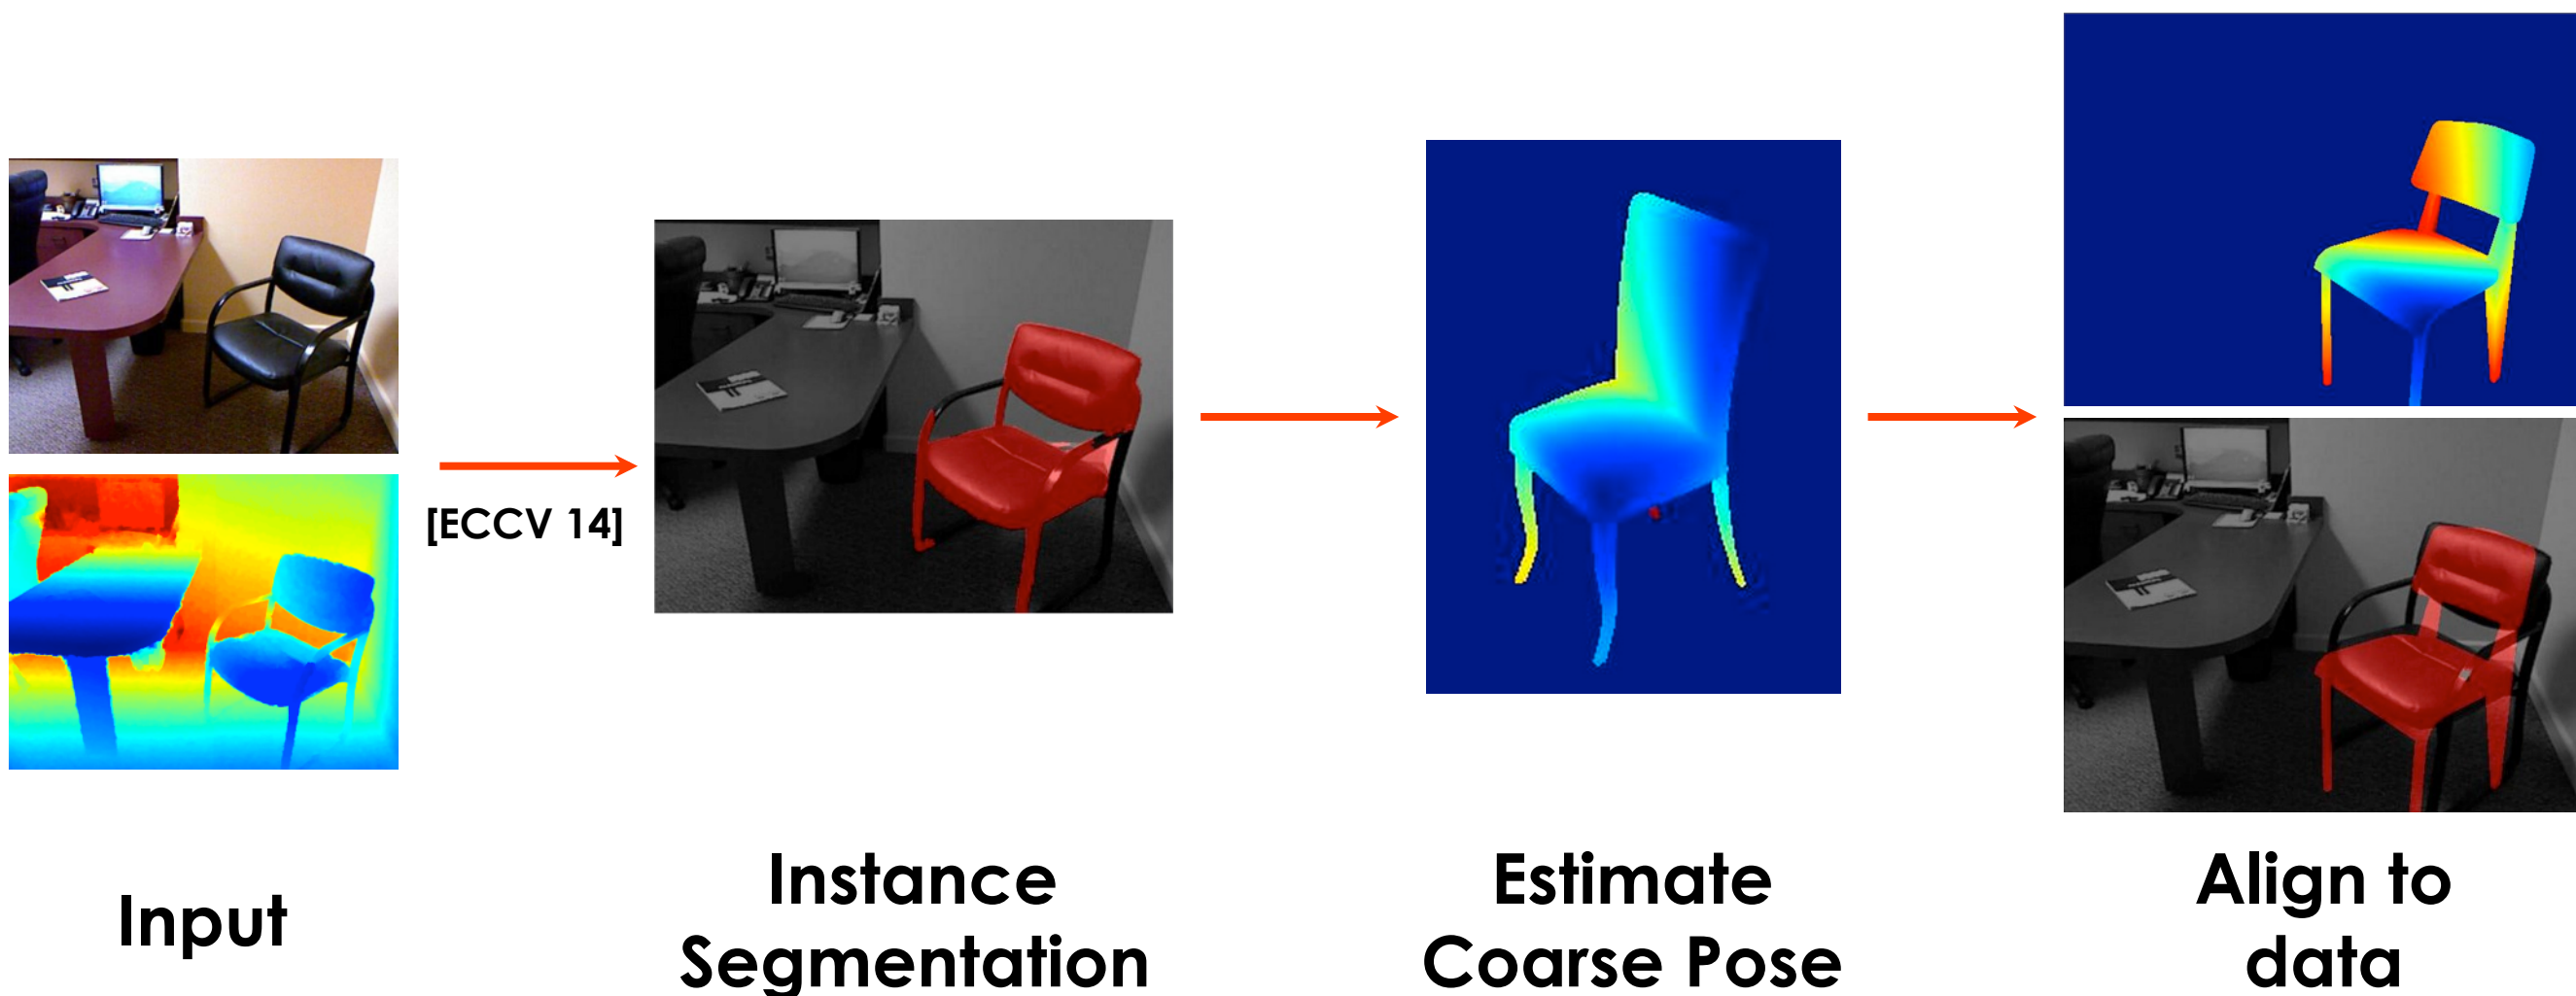 [ECCV 14]
Input
Instance
Segmentation
Estimate
Coarse Pose
Align to
data